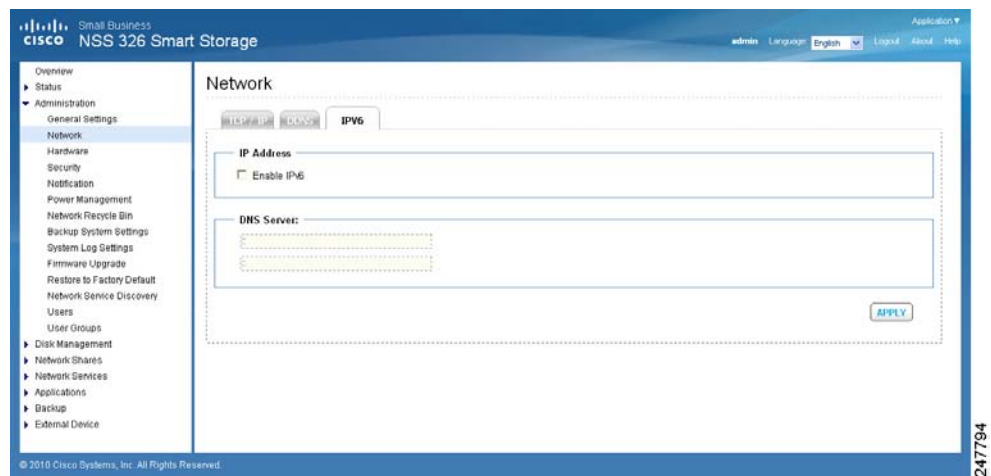 Small Business
CISCO NSS 326 Smart Storage
Application
admin Language: English Logout About Help
Overview
Status
Administration
General Settings
Network
Hardware
Security
Notification
Power Management
Network Recycle Bin
Backup System Settings
System Log Settings
Firmware Upgrade
Restore to Factory Default
Network Service Discovery
Users
User Groups
Disk Management
Network Shares
Network Services
Applications
Backup
External Device
Network
TCP / IP DDNS IPV6
IP Address
Enable IPv6
DNS Server:
APPLY
© 2010 Cisco Systems, Inc. All Rights Reserved.
247794